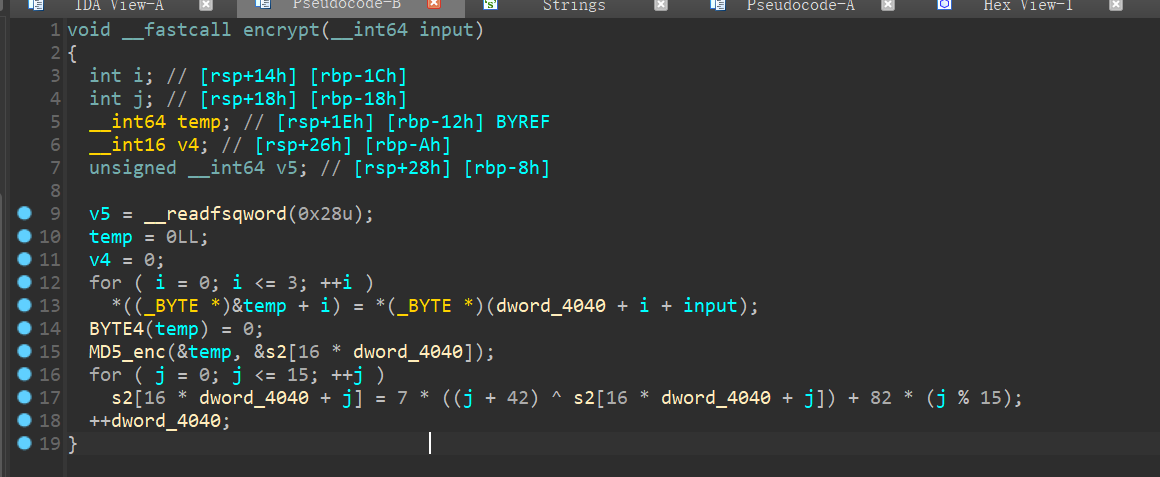 IDA View-A Pseudocode-B Strings Pseudocode-A Hex View-1
1 void __fastcall encrypt(__int64 input)
2 {
3 int i; // [rsp+14h] [rbp-1Ch]
4 int j; // [rsp+18h] [rbp-18h]
5 __int64 temp; // [rsp+1Eh] [rbp-12h] BYREF
6 __int16 v4; // [rsp+26h] [rbp-Ah]
7 unsigned __int64 v5; // [rsp+28h] [rbp-8h]
8
9 v5 = __readfsqword(0x28u);
10 temp = 0LL;
11 v4 = 0;
12 for ( i = 0; i <= 3; ++i )
13 *((_BYTE *)&temp + i) = *(_BYTE *)(dword_4040 + i + input);
14 BYTE4(temp) = 0;
15 MD5_enc(&temp, &s2[16 * dword_4040]);
16 for ( j = 0; j <= 15; ++j )
17 s2[16 * dword_4040 + j] = 7 * ((j + 42) ^ s2[16 * dword_4040 + j]) + 82 * (j % 15);
18 ++dword_4040;
19 }